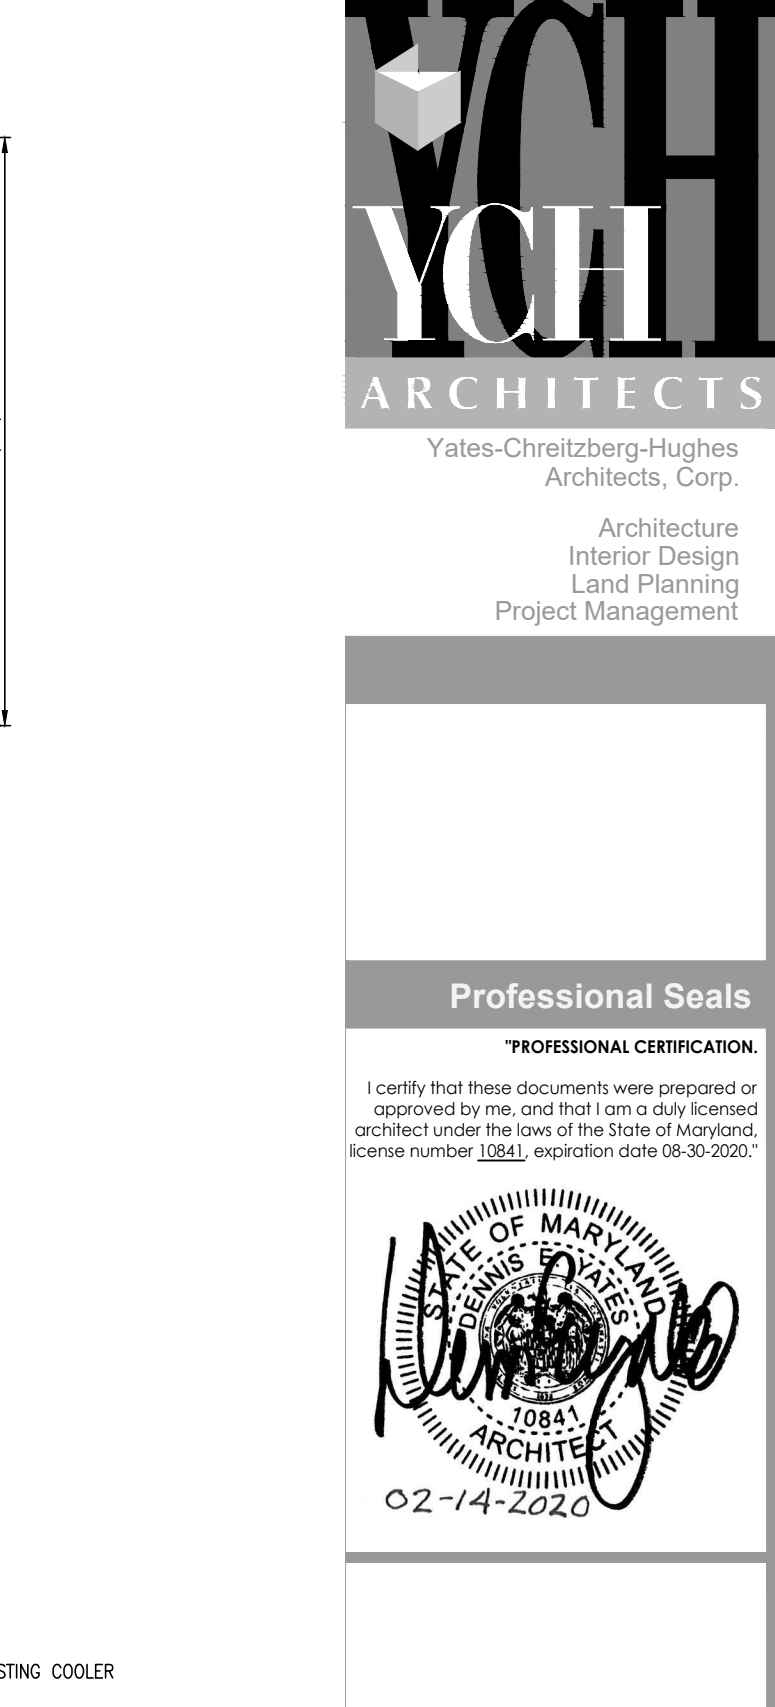 YCH
YCH
ARCHITECTS
Yates-Chreitzberg-Hughes
Architects, Corp.
Architecture
Interior Design
Land Planning
Project Management
Professional Seals
"PROFESSIONAL CERTIFICATION.
I certify that these documents were prepared or
approved by me, and that I am a duly licensed
architect under the laws of the State of Maryland,
license number 10841, expiration date 08-30-2020."
STATE OF MARYLAND
DENNIS E. YATES
10841
ARCHITECT
02-14-2020
STING COOLER